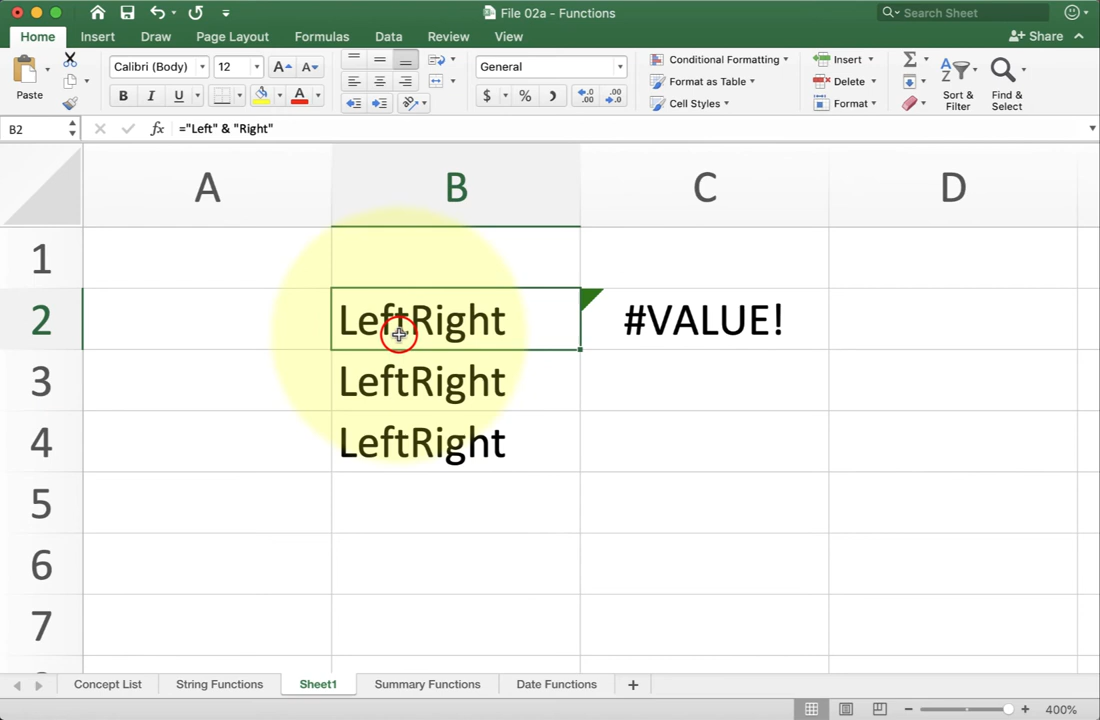 File 02a - Functions
Search Sheet
Home Insert Draw Page Layout Formulas Data Review View
Share
Paste
Calibri (Body) 12 A A
B I U A
General
$ % )
Conditional Formatting
Format as Table
Cell Styles
Insert
Delete
Format
Sort & Filter
Find & Select
B2 fx ="Left" & "Right"
A B C D
1
2 LeftRight #VALUE!
3 LeftRight
4 LeftRight
5
6
7
Concept List String Functions Sheet1 Summary Functions Date Functions +
400%